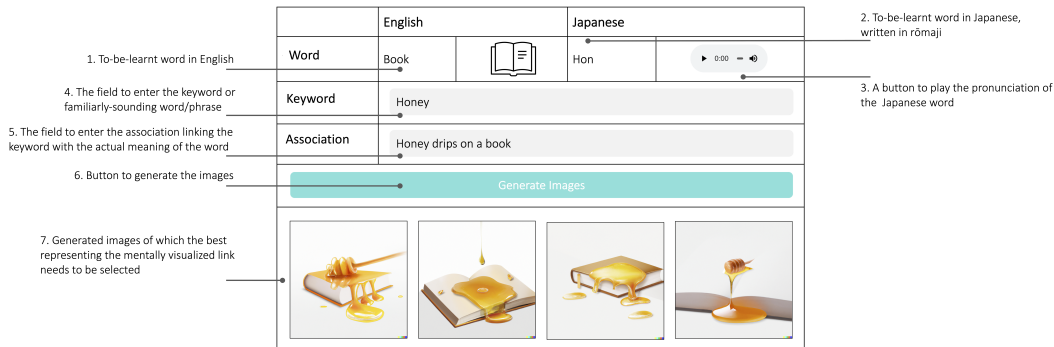 English
Japanese
2. To-be-learnt word in Japanese,
written in rōmaji
Word
Book
Hon
0:00
1. To-be-learnt word in English
3. A button to play the pronunciation of
the Japanese word
4. The field to enter the keyword or
familiarly-sounding word/phrase
Keyword
Honey
5. The field to enter the association linking the
keyword with the actual meaning of the word
Association
Honey drips on a book
6. Button to generate the images
Generate Images
7. Generated images of which the best
representing the mentally visualized link
needs to be selected